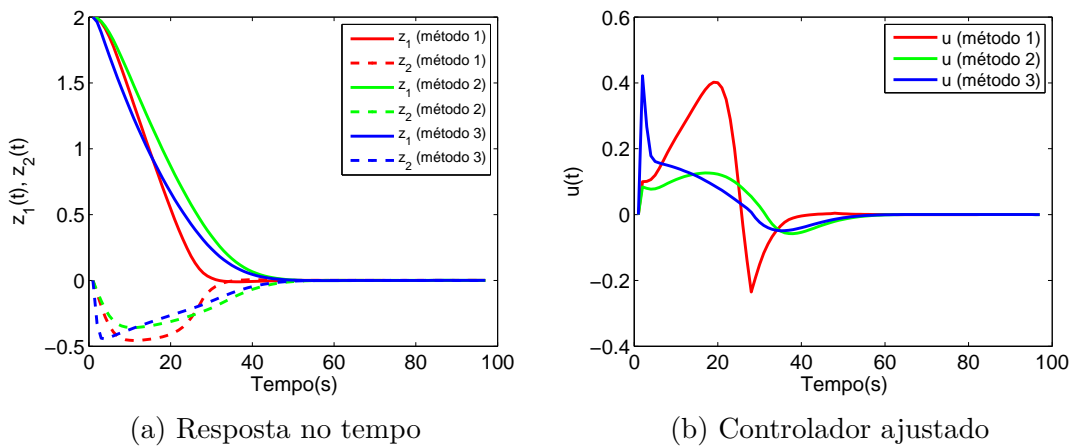 2
1.5
1
0.5
0
−0.5
z1(t), z2(t)
0
20
40
60
80
100
Tempo(s)
z1 (método 1)
z2 (método 1)
z1 (método 2)
z2 (método 2)
z1 (método 3)
z2 (método 3)
(a) Resposta no tempo
0.6
0.4
0.2
0
−0.2
−0.4
u(t)
0
20
40
60
80
100
Tempo(s)
u (método 1)
u (método 2)
u (método 3)
(b) Controlador ajustado